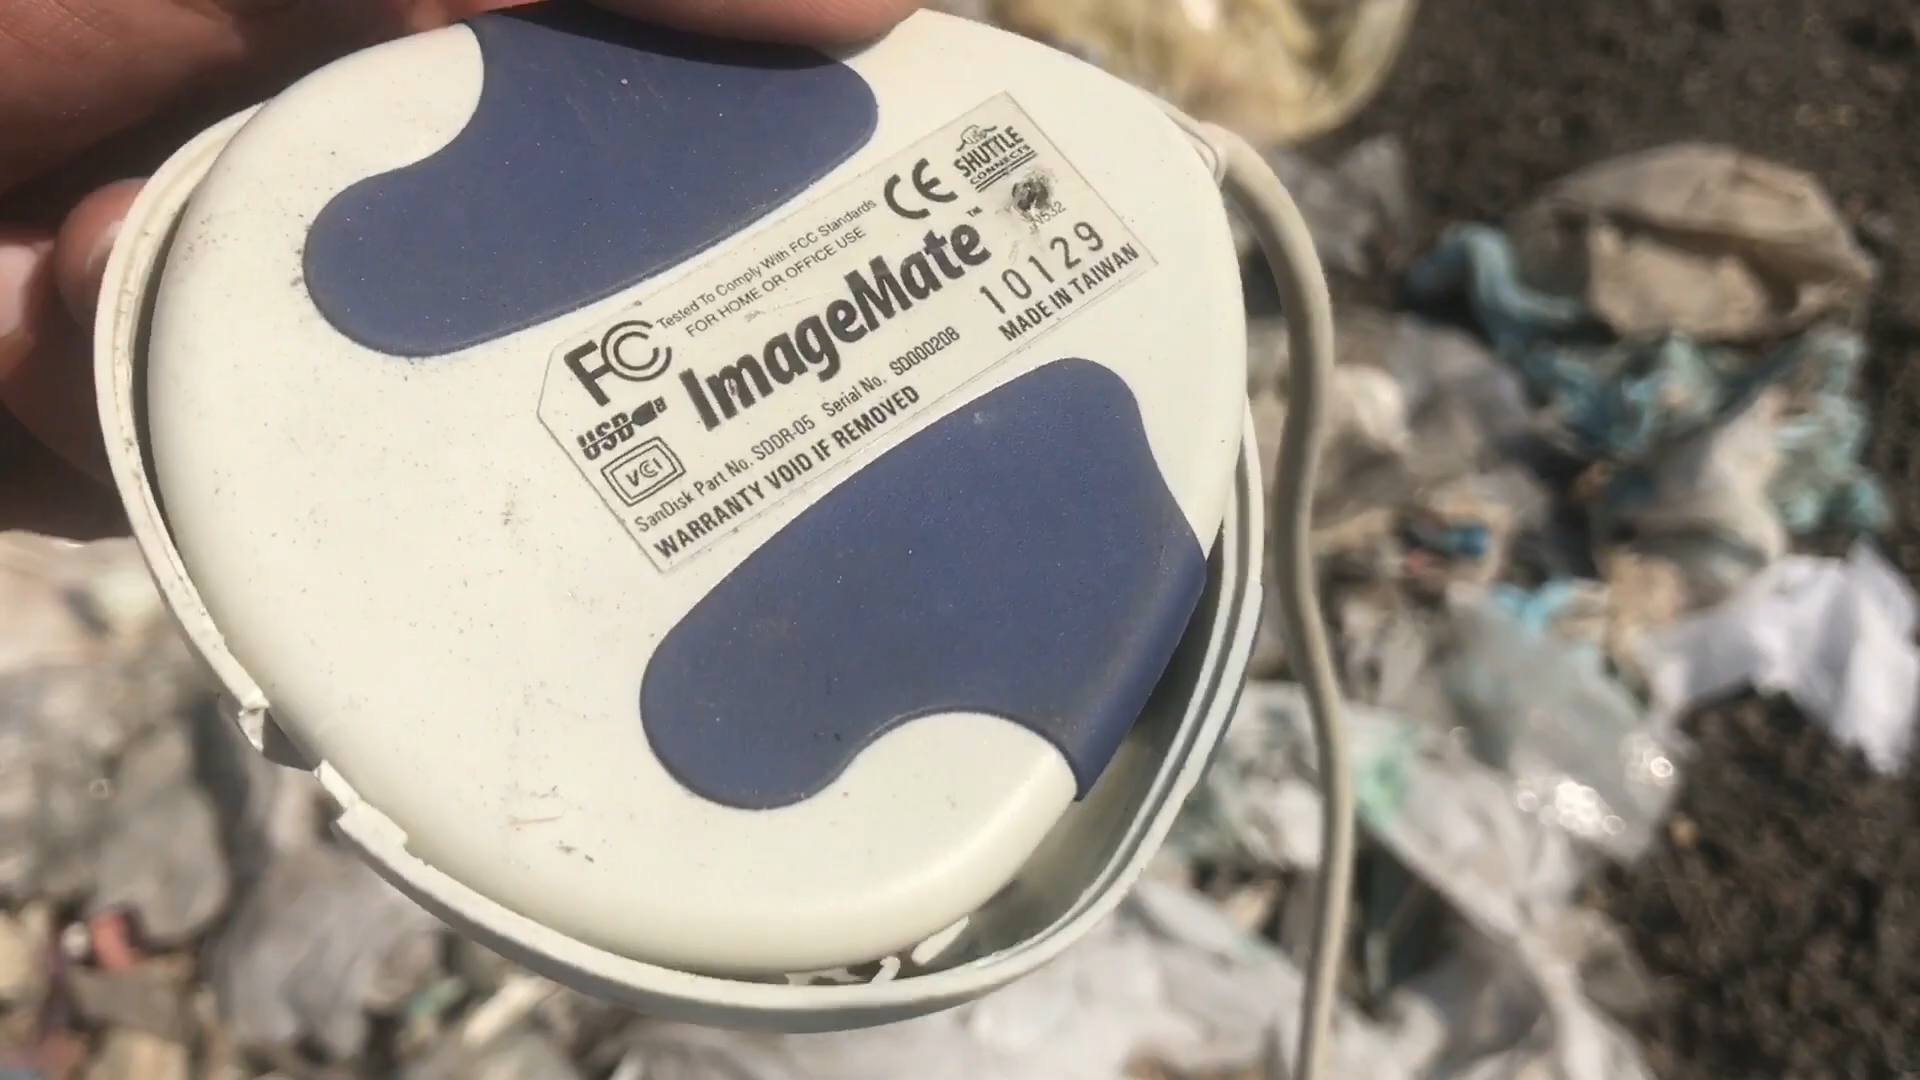 FC
Tested To Comply With FCC Standards
FOR HOME OR OFFICE USE
CE
SHUTTLE
CONNECTS
N532
USB
ImageMate™
10129
VCI
SanDisk Part No. SDDR-05 Serial No. SD000208
MADE IN TAIWAN
WARRANTY VOID IF REMOVED